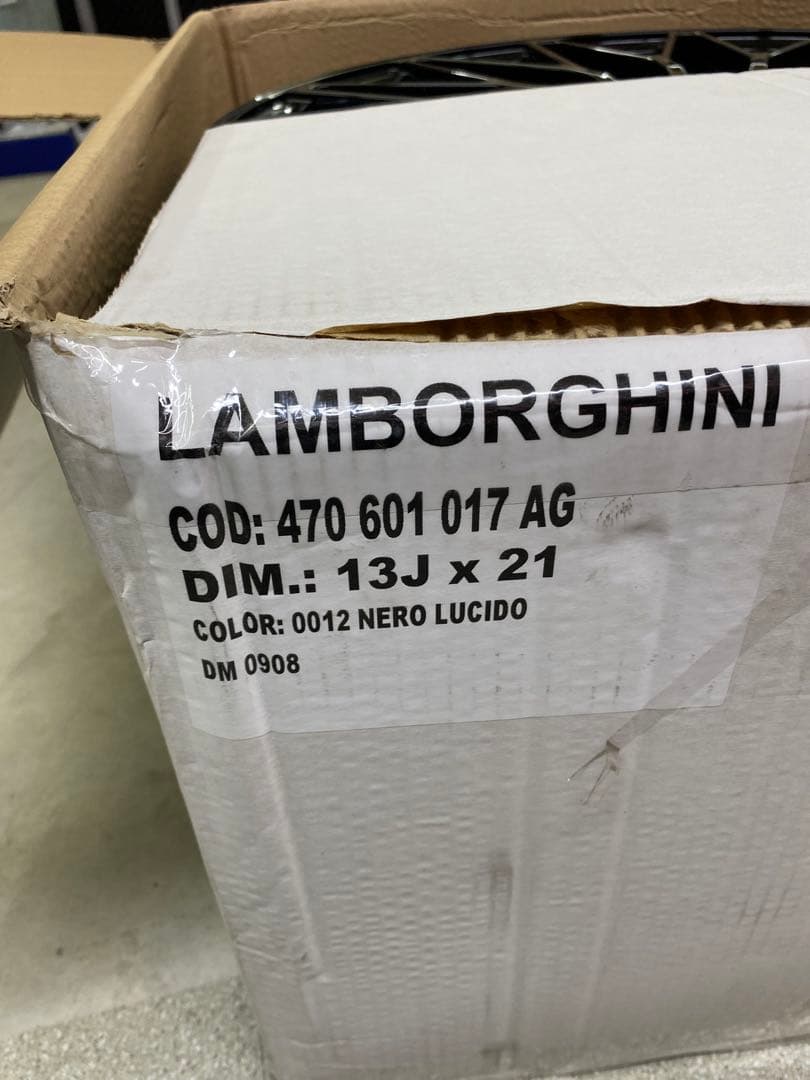 LAMBORGHINI
COD: 470 601 017 AG
DIM.: 13J x 21
COLOR: 0012 NERO LUCIDO
DM 0908